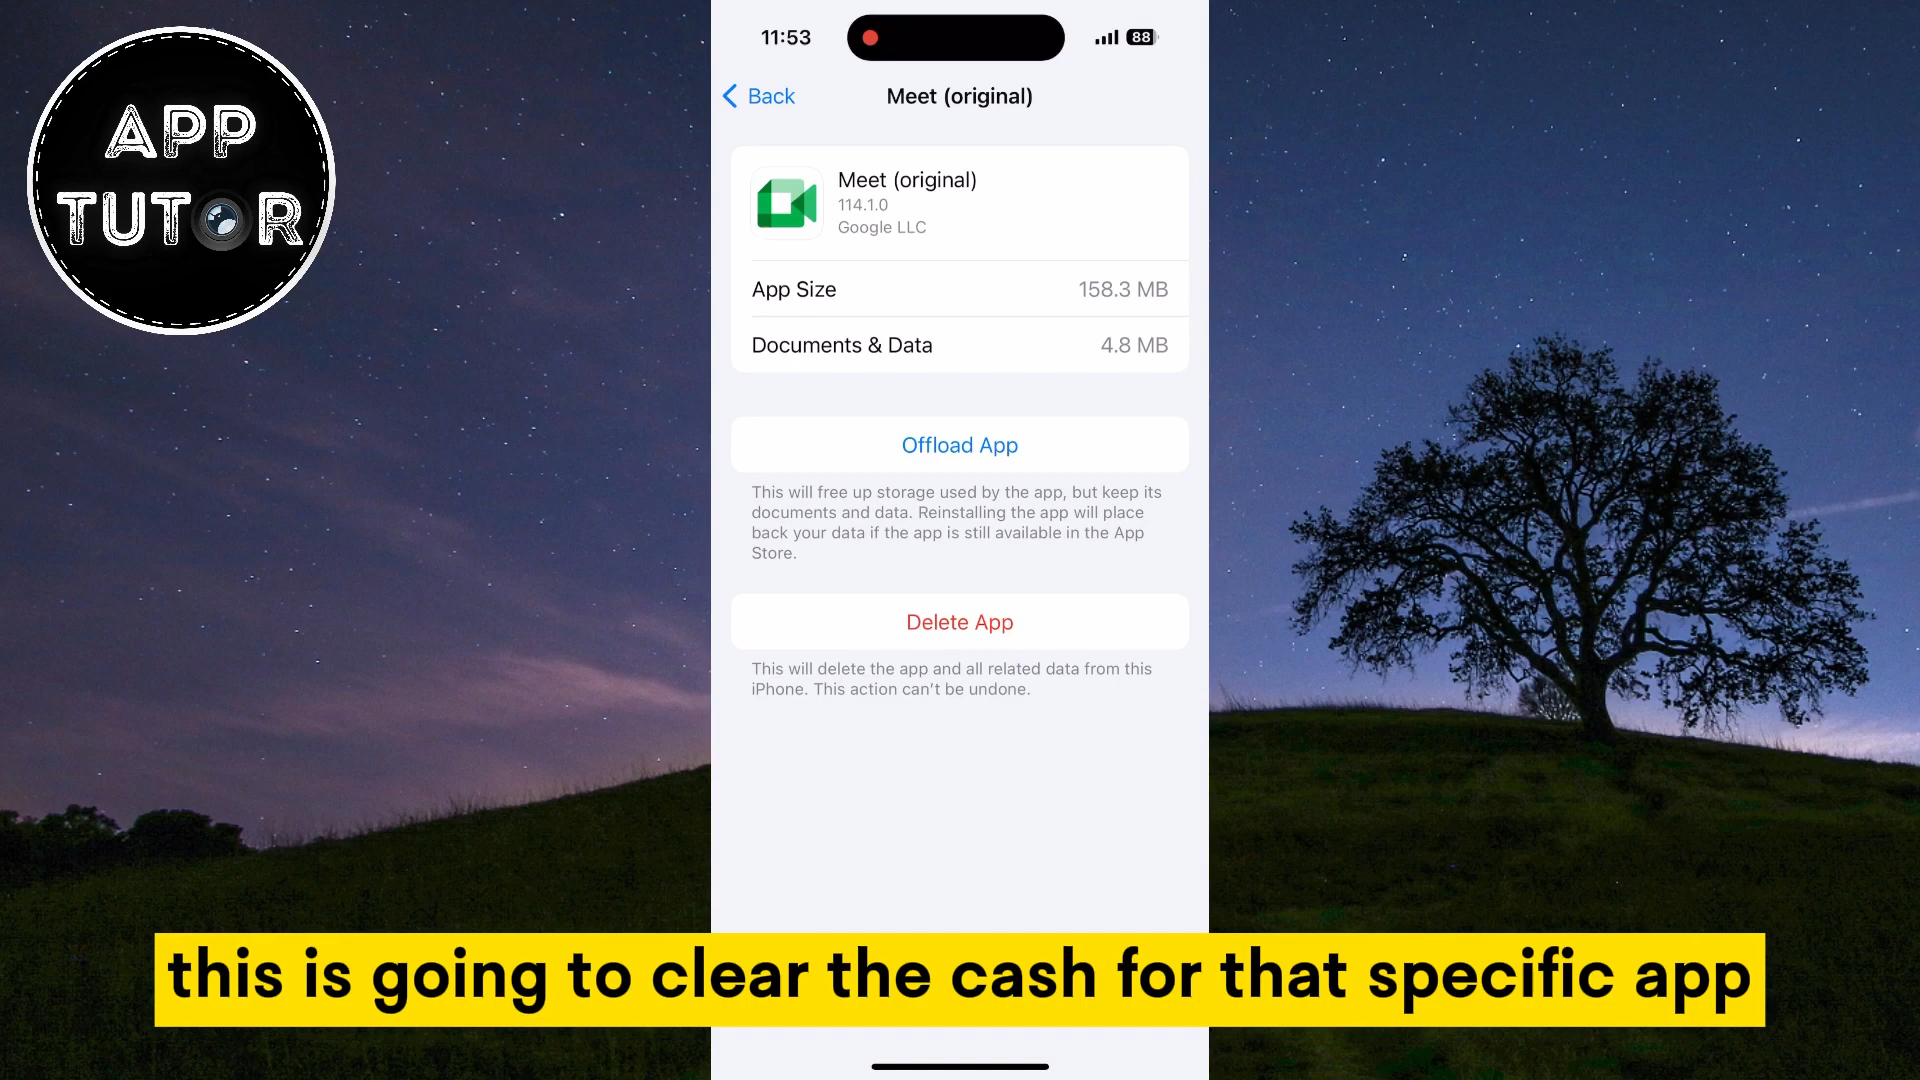 APP
TUTOR
11:53
88
Back
Meet (original)
Meet (original)
114.1.0
Google LLC
App Size 158.3 MB
Documents & Data 4.8 MB
Offload App
This will free up storage used by the app, but keep its
documents and data. Reinstalling the app will place
back your data if the app is still available in the App
Store.
Delete App
This will delete the app and all related data from this
iPhone. This action can't be undone.
this is going to clear the cash for that specific app